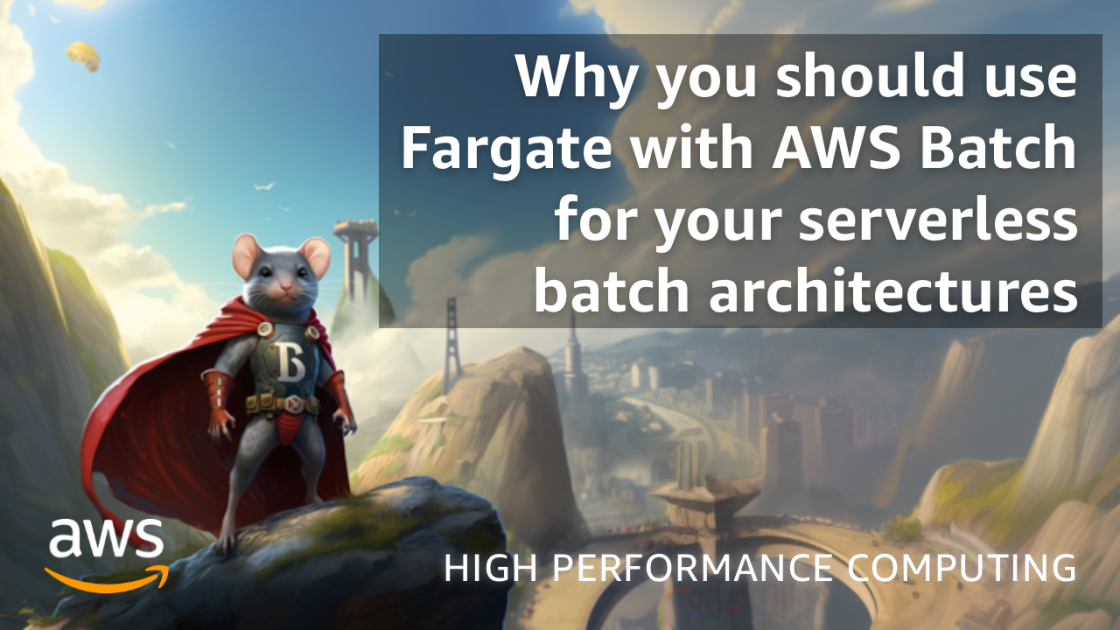 Why you should use
Fargate with AWS Batch
for your serverless
batch architectures
B
aws
HIGH PERFORMANCE COMPUTING